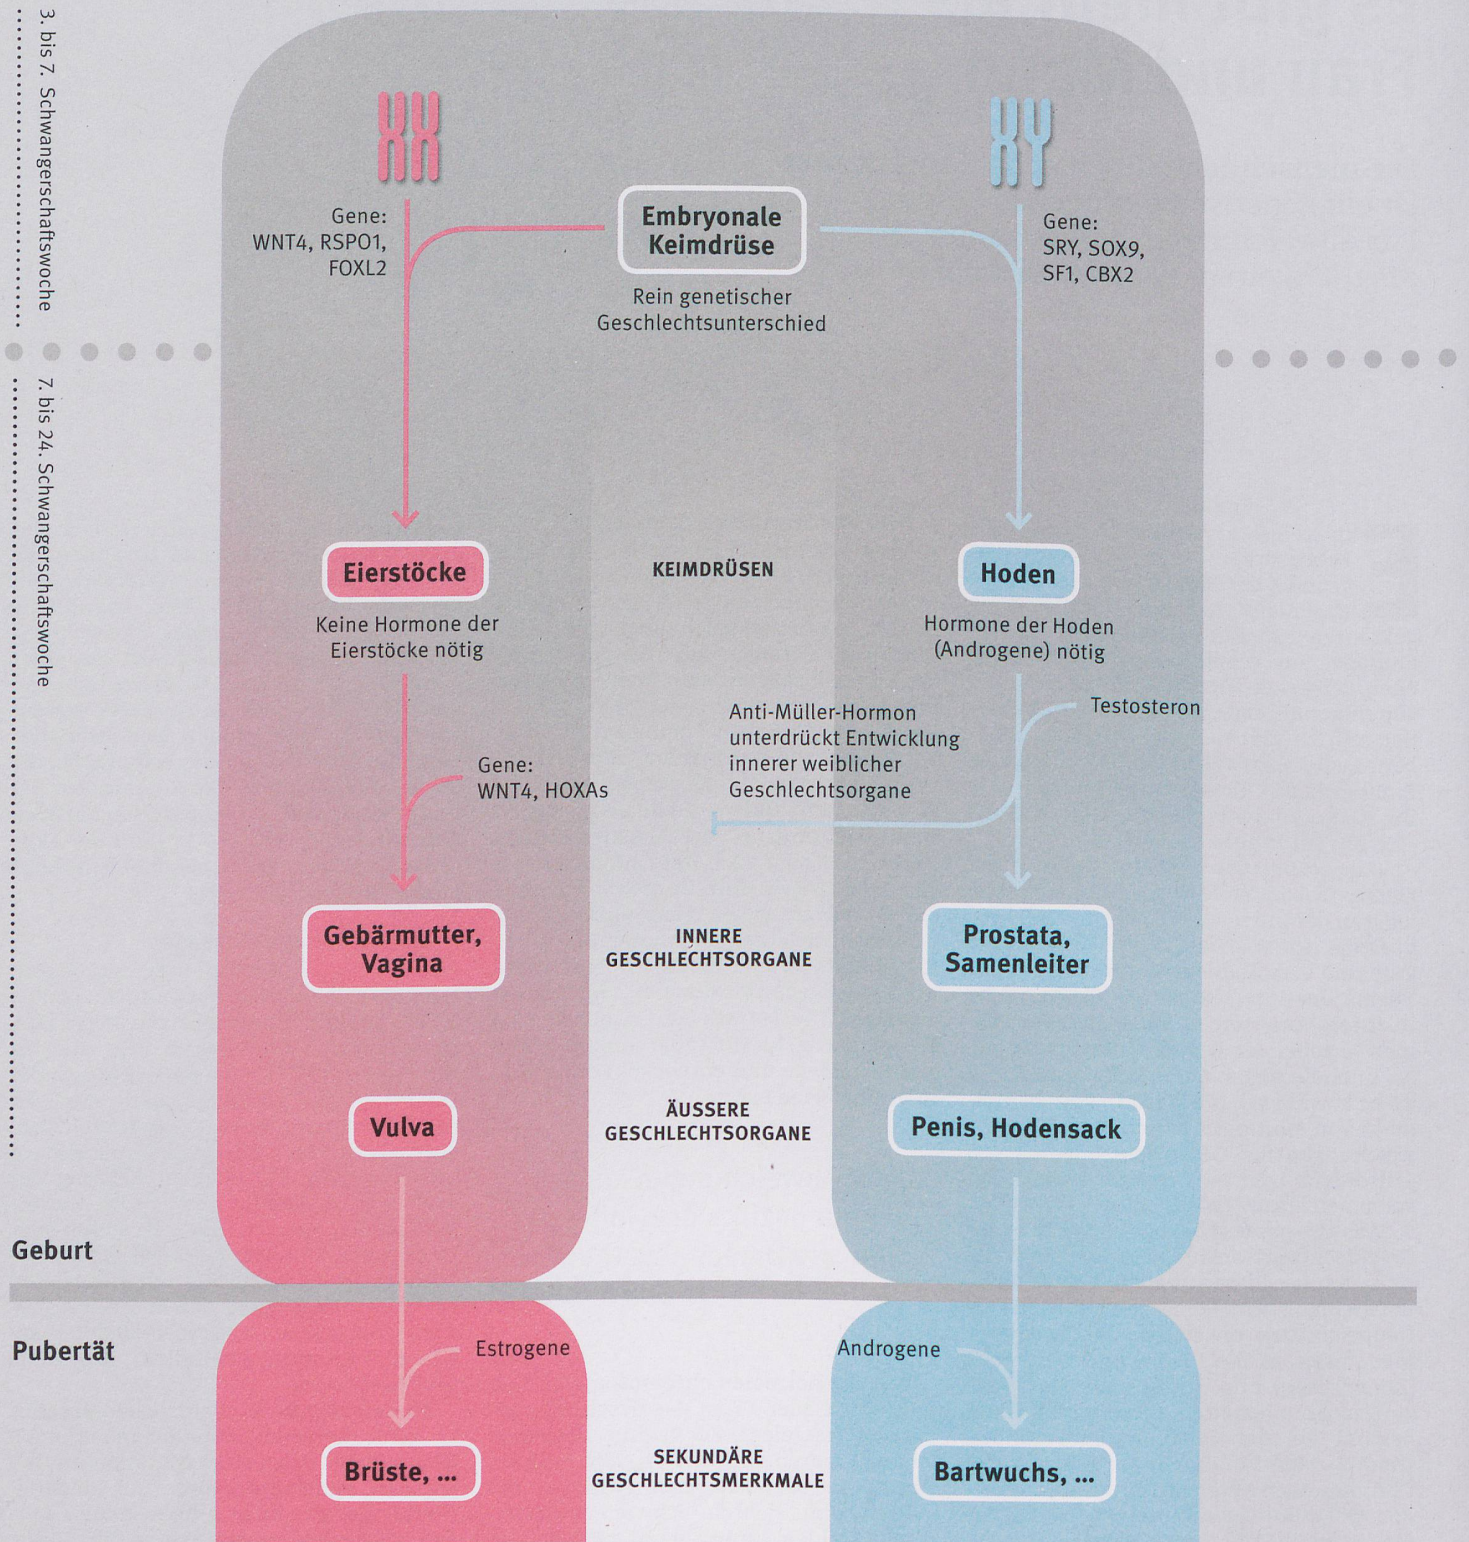 3. bis 7. Schwangerschaftswoche
Gene:
WNT4, RSPO1,
FOXL2
Embryonale
Keimdrüse
Rein genetischer
Geschlechtsunterschied
Gene:
SRY, SOX9,
SF1, CBX2
7. bis 24. Schwangerschaftswoche
Eierstöcke
Keine Hormone der
Eierstöcke nötig
KEIMDRÜSEN
Hoden
Hormone der Hoden
(Androgene) nötig
Gene:
WNT4, HOXAs
Anti-Müller-Hormon
unterdrückt Entwicklung
innerer weiblicher
Geschlechtsorgane
Testosteron
Gebärmutter,
Vagina
INNERE
GESCHLECHTSORGANE
Prostata,
Samenleiter
Vulva
ÄUSSERE
GESCHLECHTSORGANE
Penis, Hodensack
Geburt
Pubertät
Estrogene
Androgene
Brüste, ...
SEKUNDÄRE
GESCHLECHTSMERKMALE
Bartwuchs, ...